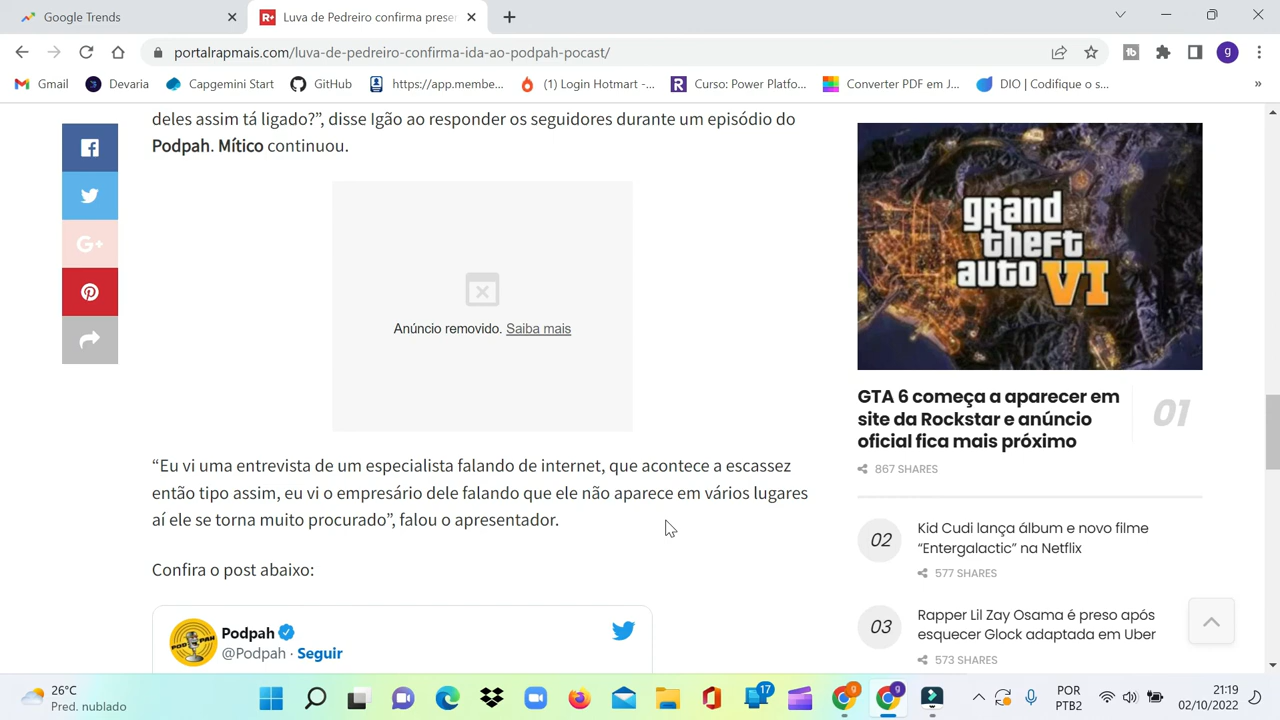 Google Trends
Luva de Pedreiro confirma prese
portalrapmais.com/luva-de-pedreiro-confirma-ida-ao-podpah-pocast/
Gmail
Devaria
Capgemini Start
GitHub
https://app.membe...
(1) Login Hotmart -...
Curso: Power Platfo...
Converter PDF em J...
DIO | Codifique o s...
deles assim tá ligado?”, disse Igão ao responder os seguidores durante um episódio do
Podpah. Mítico continuou.
Anúncio removido. Saiba mais
“Eu vi uma entrevista de um especialista falando de internet, que acontece a escassez
então tipo assim, eu vi o empresário dele falando que ele não aparece em vários lugares
aí ele se torna muito procurado”, falou o apresentador.
Confira o post abaixo:
Podpah
@Podpah · Seguir
grand
theft
auto VI
GTA 6 começa a aparecer em
site da Rockstar e anúncio
oficial fica mais próximo
01
867 SHARES
02
Kid Cudi lança álbum e novo filme
“Entergalactic” na Netflix
577 SHARES
03
Rapper Lil Zay Osama é preso após
esquecer Glock adaptada em Uber
573 SHARES
26°C
Pred. nublado
17
9
9
POR
PTB2
21:19
02/10/2022